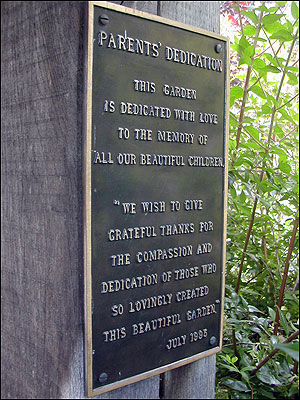 PARENTS' DEDICATION
THIS GARDEN
IS DEDICATED WITH LOVE
TO THE MEMORY OF
ALL OUR BEAUTIFUL CHILDREN.
"WE WISH TO GIVE
GRATEFUL THANKS FOR
THE COMPASSION AND
DEDICATION OF THOSE WHO
SO LOVINGLY CREATED
THIS BEAUTIFUL GARDEN."
JULY 1993